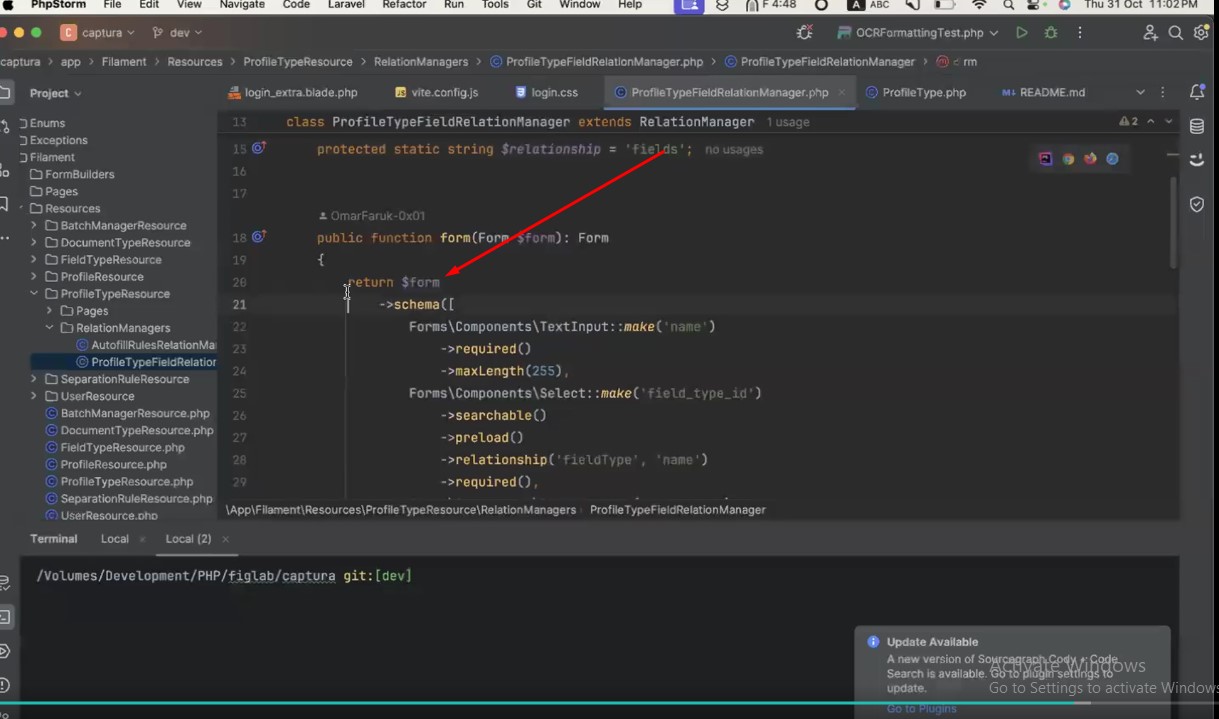 PhpStorm File Edit View Navigate Code Laravel Refactor Run Tools Git Window Help F 4:48 A ABC Thu 31 Oct 11:02 PM
C captura dev OCRFormattingTest.php
captura app Filament Resources ProfileTypeResource RelationManagers ProfileTypeFieldRelationManager.php ProfileTypeFieldRelationManager rm
Project login_extra.blade.php vite.config.js login.css ProfileTypeFieldRelationManager.php ProfileType.php README.md
Enums
Exceptions
Filament
FormBuilders
Pages
Resources
BatchManagerResource
DocumentTypeResource
FieldTypeResource
ProfileResource
ProfileTypeResource
Pages
RelationManagers
AutofillRulesRelationMa
ProfileTypeFieldRelation
SeparationRuleResource
UserResource
BatchManagerResource.php
DocumentTypeResource.php
FieldTypeResource.php
ProfileResource.php
ProfileTypeResource.php
SeparationRuleResource.php
UserResource.php
13 class ProfileTypeFieldRelationManager extends RelationManager 1 usage 2
15 protected static string $relationship = 'fields'; no usages
16
17
OmarFaruk-0x01
18 public function form(Form $form): Form
19 {
20 return $form
21 ->schema([
22 Forms\Components\TextInput::make('name')
23 ->required()
24 ->maxLength(255),
25 Forms\Components\Select::make('field_type_id')
26 ->searchable()
27 ->preload()
28 ->relationship('fieldType', 'name')
29 ->required(),
\App\Filament\Resources\ProfileTypeResource\RelationManagers ProfileTypeFieldRelationManager
Terminal Local Local (2)
/Volumes/Development/PHP/figlab/captura git:[dev]
Update Available
A new version of Sourcegraph Cody + Code
Search is available. Go to plugin settings to
update.
Go to Plugins
Activate Windows
Go to Settings to activate Windows